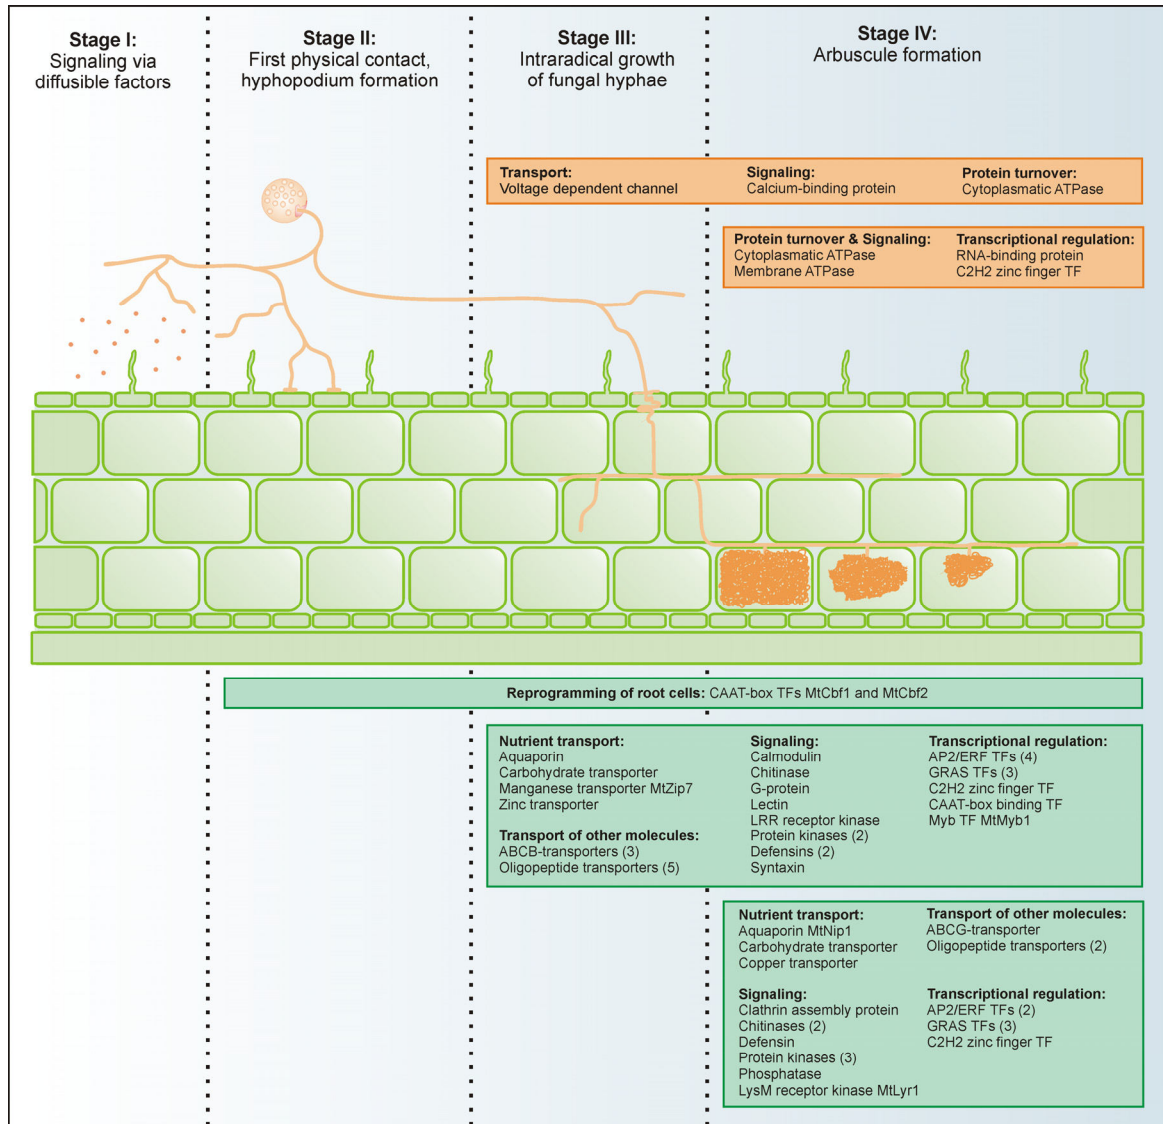 Stage I:
Signaling via
diffusible factors
Stage II:
First physical contact,
hyphopodium formation
Stage III:
Intraradical growth
of fungal hyphae
Stage IV:
Arbuscule formation
Transport:
Voltage dependent channel
Signaling:
Calcium-binding protein
Protein turnover:
Cytoplasmatic ATPase
Protein turnover & Signaling:
Cytoplasmatic ATPase
Membrane ATPase
Transcriptional regulation:
RNA-binding protein
C2H2 zinc finger TF
Reprogramming of root cells: CAAT-box TFs MtCbf1 and MtCbf2
Nutrient transport:
Aquaporin
Carbohydrate transporter
Manganese transporter MtZip7
Zinc transporter
Transport of other molecules:
ABCB-transporters (3)
Oligopeptide transporters (5)
Signaling:
Calmodulin
Chitinase
G-protein
Lectin
LRR receptor kinase
Protein kinases (2)
Defensins (2)
Syntaxin
Transcriptional regulation:
AP2/ERF TFs (4)
GRAS TFs (3)
C2H2 zinc finger TF
CAAT-box binding TF
Myb TF MtMyb1
Nutrient transport:
Aquaporin MtNip1
Carbohydrate transporter
Copper transporter
Transport of other molecules:
ABCG-transporter
Oligopeptide transporters (2)
Signaling:
Clathrin assembly protein
Chitinases (2)
Defensin
Protein kinases (3)
Phosphatase
LysM receptor kinase MtLyr1
Transcriptional regulation:
AP2/ERF TFs (2)
GRAS TFs (3)
C2H2 zinc finger TF